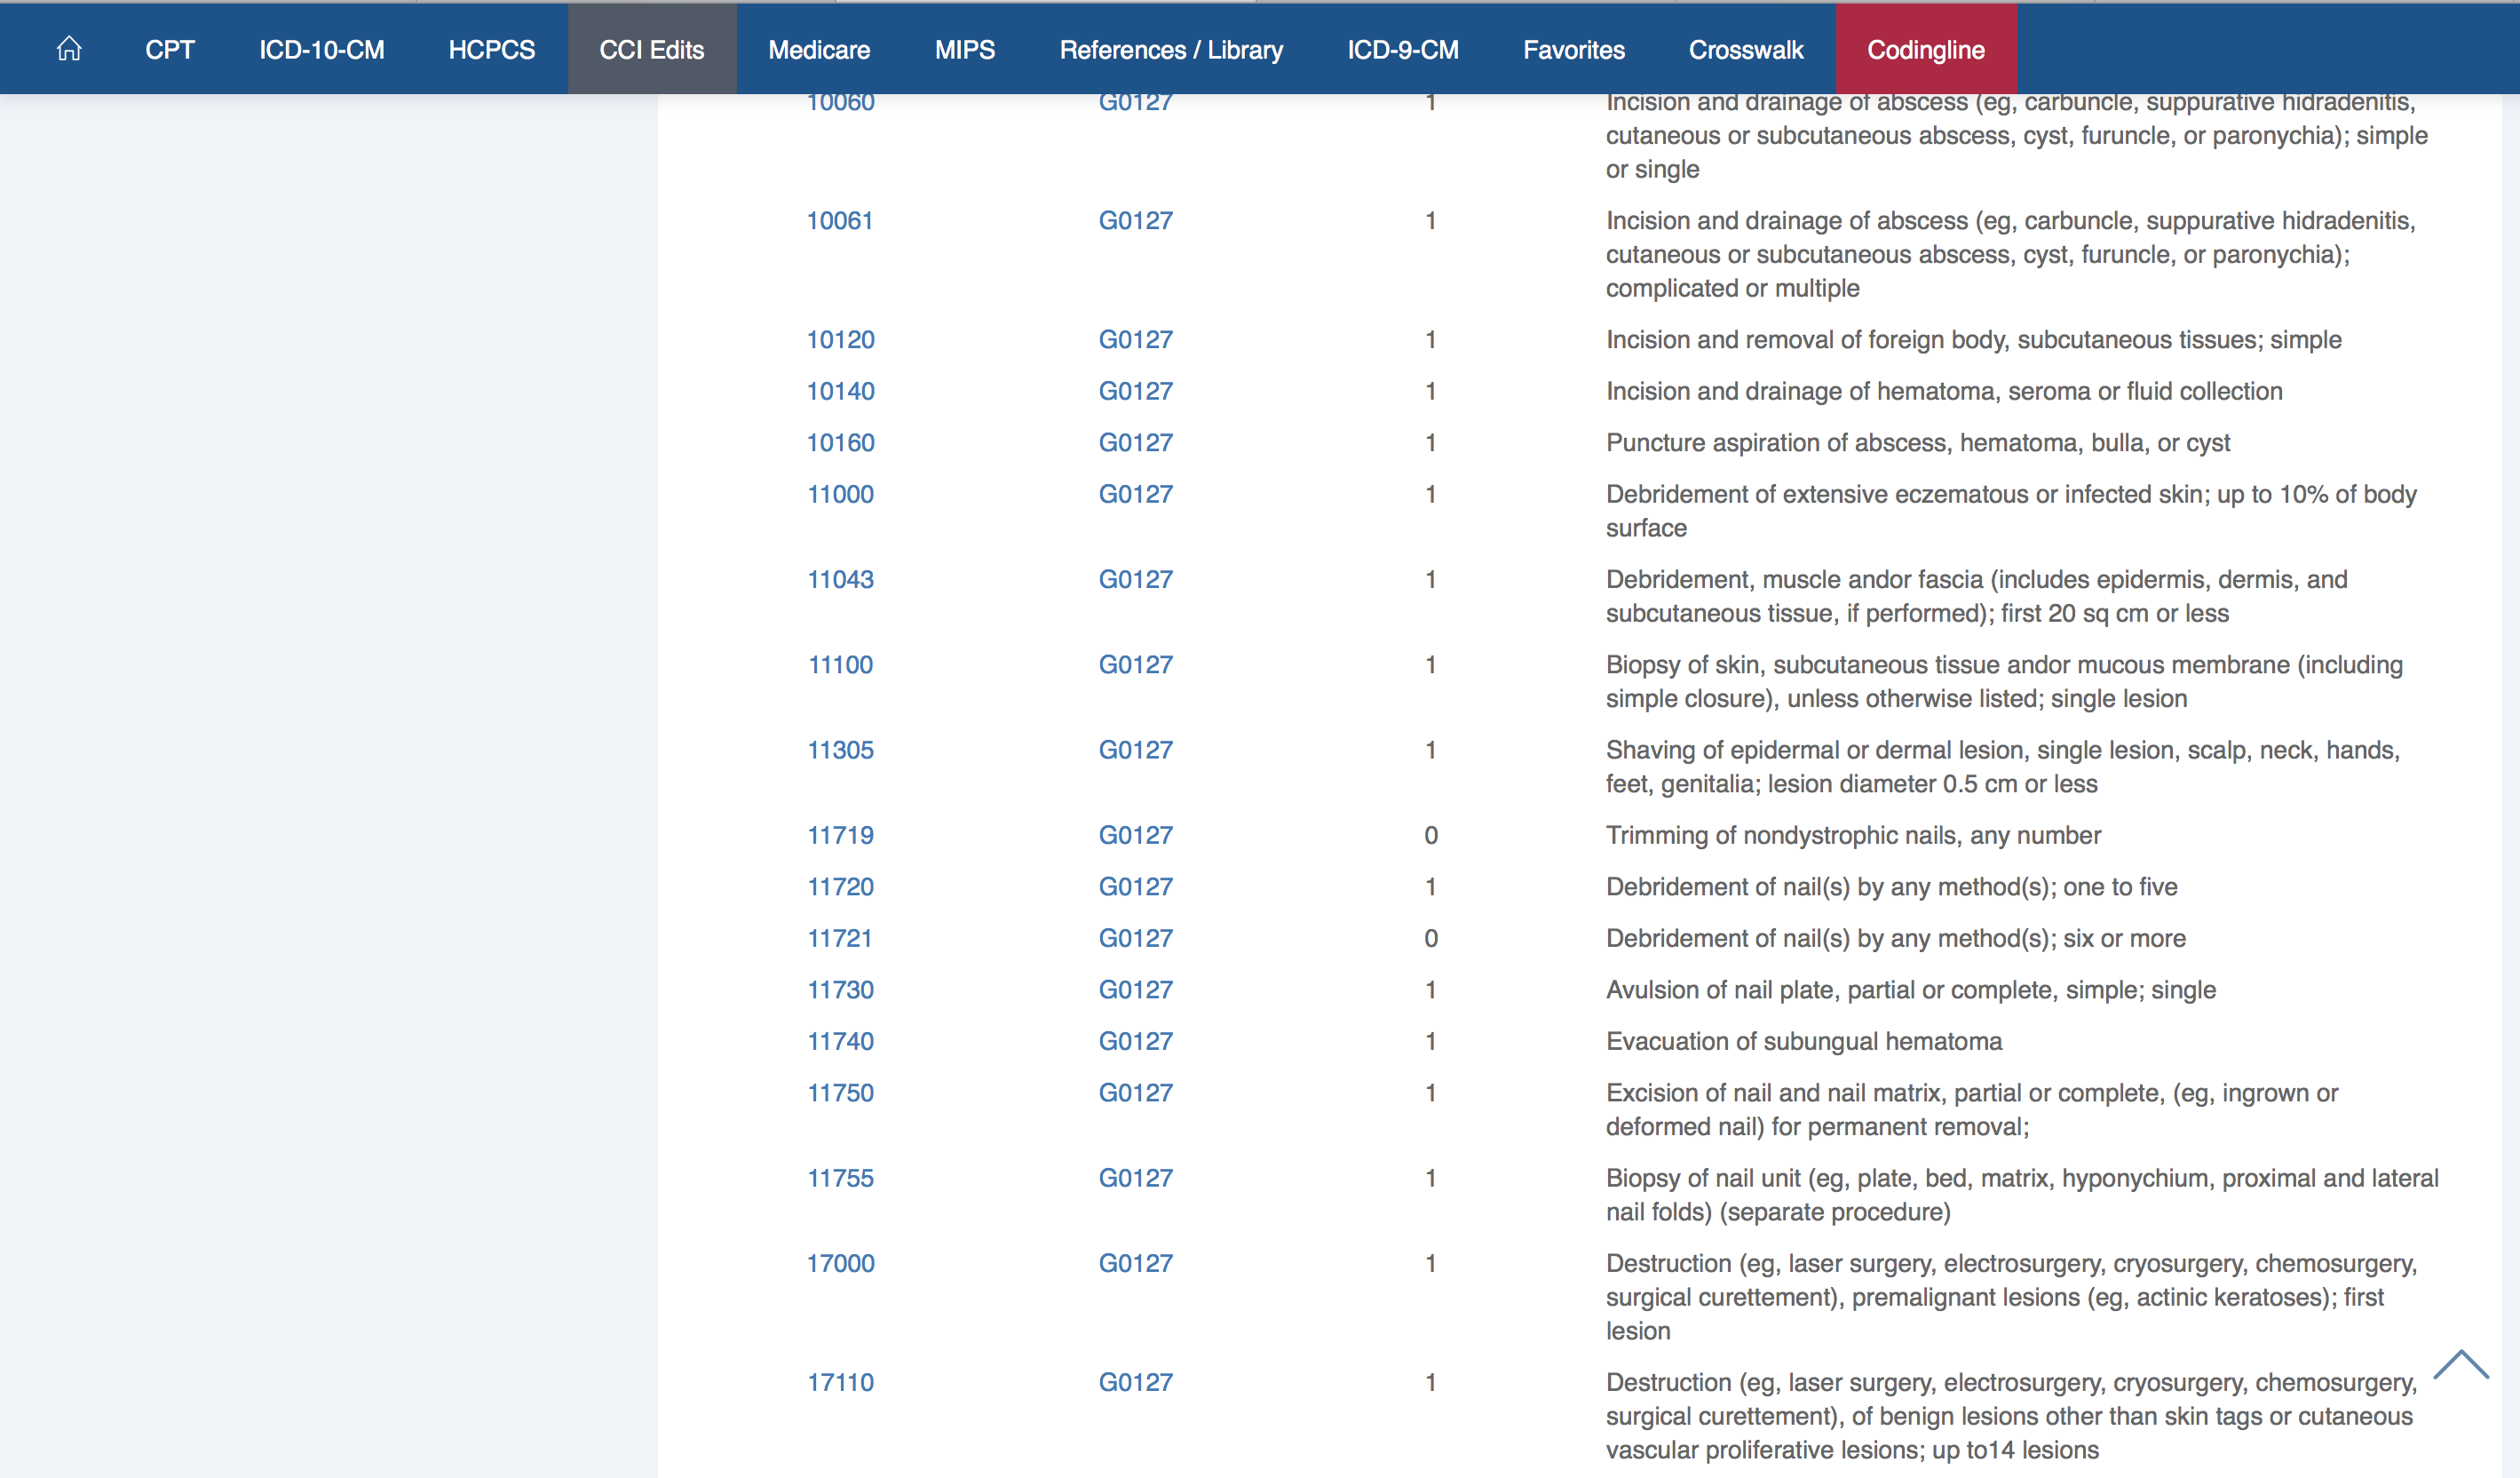 CPT ICD-10-CM HCPCS CCI Edits Medicare MIPS References / Library ICD-9-CM Favorites Crosswalk Codingline
10060 G0127 1 Incision and drainage of abscess (eg, carbuncle, suppurative hidradenitis,
cutaneous or subcutaneous abscess, cyst, furuncle, or paronychia); simple
or single
10061 G0127 1 Incision and drainage of abscess (eg, carbuncle, suppurative hidradenitis,
cutaneous or subcutaneous abscess, cyst, furuncle, or paronychia);
complicated or multiple
10120 G0127 1 Incision and removal of foreign body, subcutaneous tissues; simple
10140 G0127 1 Incision and drainage of hematoma, seroma or fluid collection
10160 G0127 1 Puncture aspiration of abscess, hematoma, bulla, or cyst
11000 G0127 1 Debridement of extensive eczematous or infected skin; up to 10% of body
surface
11043 G0127 1 Debridement, muscle andor fascia (includes epidermis, dermis, and
subcutaneous tissue, if performed); first 20 sq cm or less
11100 G0127 1 Biopsy of skin, subcutaneous tissue andor mucous membrane (including
simple closure), unless otherwise listed; single lesion
11305 G0127 1 Shaving of epidermal or dermal lesion, single lesion, scalp, neck, hands,
feet, genitalia; lesion diameter 0.5 cm or less
11719 G0127 0 Trimming of nondystrophic nails, any number
11720 G0127 1 Debridement of nail(s) by any method(s); one to five
11721 G0127 0 Debridement of nail(s) by any method(s); six or more
11730 G0127 1 Avulsion of nail plate, partial or complete, simple; single
11740 G0127 1 Evacuation of subungual hematoma
11750 G0127 1 Excision of nail and nail matrix, partial or complete, (eg, ingrown or
deformed nail) for permanent removal;
11755 G0127 1 Biopsy of nail unit (eg, plate, bed, matrix, hyponychium, proximal and lateral
nail folds) (separate procedure)
17000 G0127 1 Destruction (eg, laser surgery, electrosurgery, cryosurgery, chemosurgery,
surgical curettement), premalignant lesions (eg, actinic keratoses); first
lesion
17110 G0127 1 Destruction (eg, laser surgery, electrosurgery, cryosurgery, chemosurgery,
surgical curettement), of benign lesions other than skin tags or cutaneous
vascular proliferative lesions; up to14 lesions